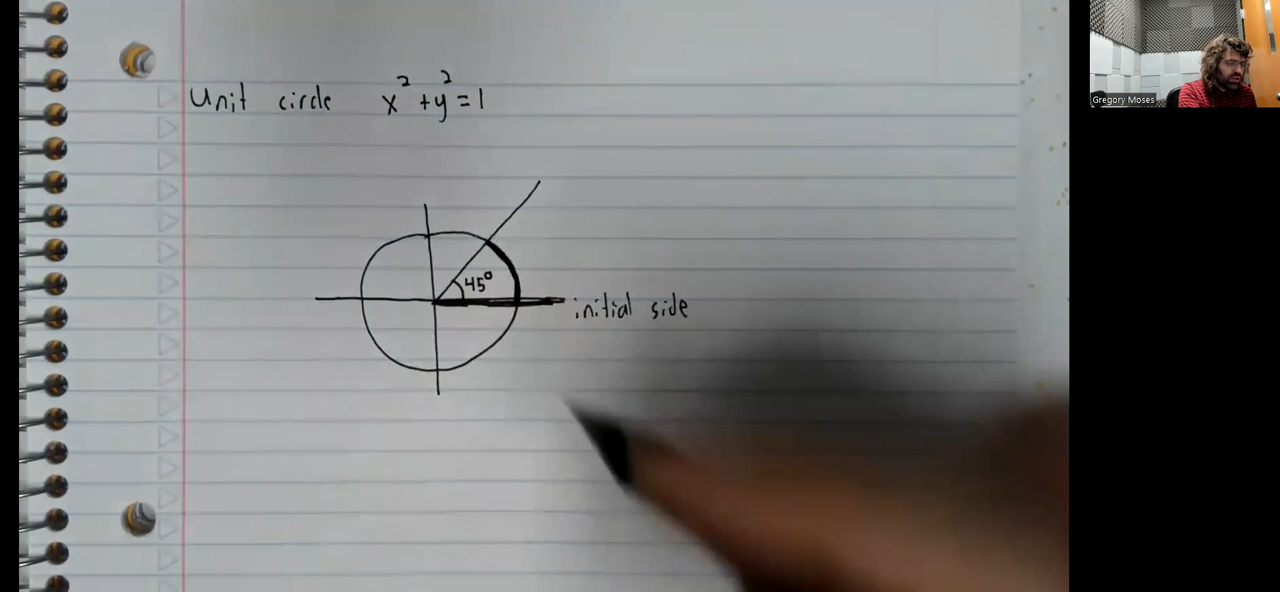 Unit circle x² + y² = 1
45°
initial side
Gregory Moses